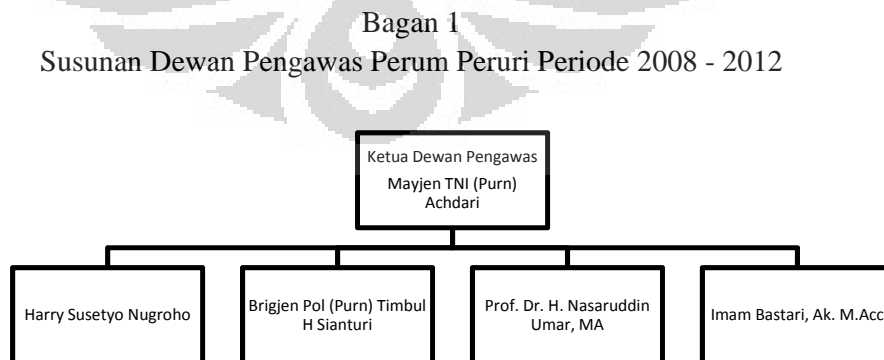 Bagan 1
Susunan Dewan Pengawas Perum Peruri Periode 2008 - 2012
Ketua Dewan Pengawas
Mayjen TNI (Purn)
Achdari
Harry Susetyo Nugroho
Brigjen Pol (Purn) Timbul
H Sianturi
Prof. Dr. H. Nasaruddin
Umar, MA
Imam Bastari, Ak. M.Acc